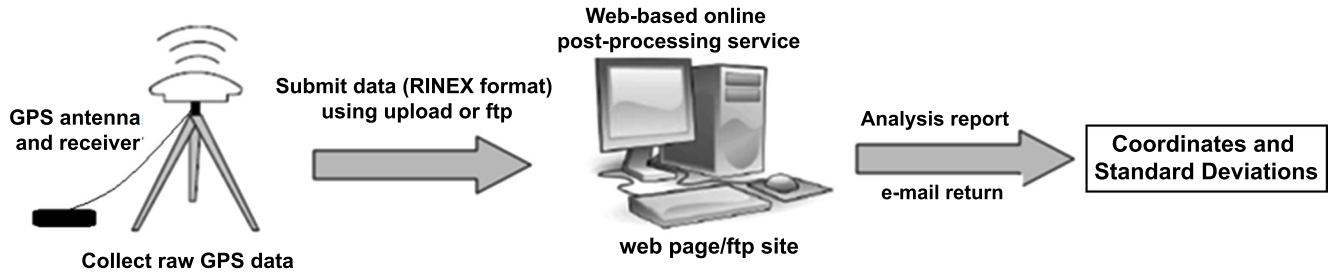 GPS antenna
and receiver
Collect raw GPS data
Submit data (RINEX format)
using upload or ftp
Web-based online
post-processing service
web page/ftp site
Analysis report
e-mail return
Coordinates and
Standard Deviations